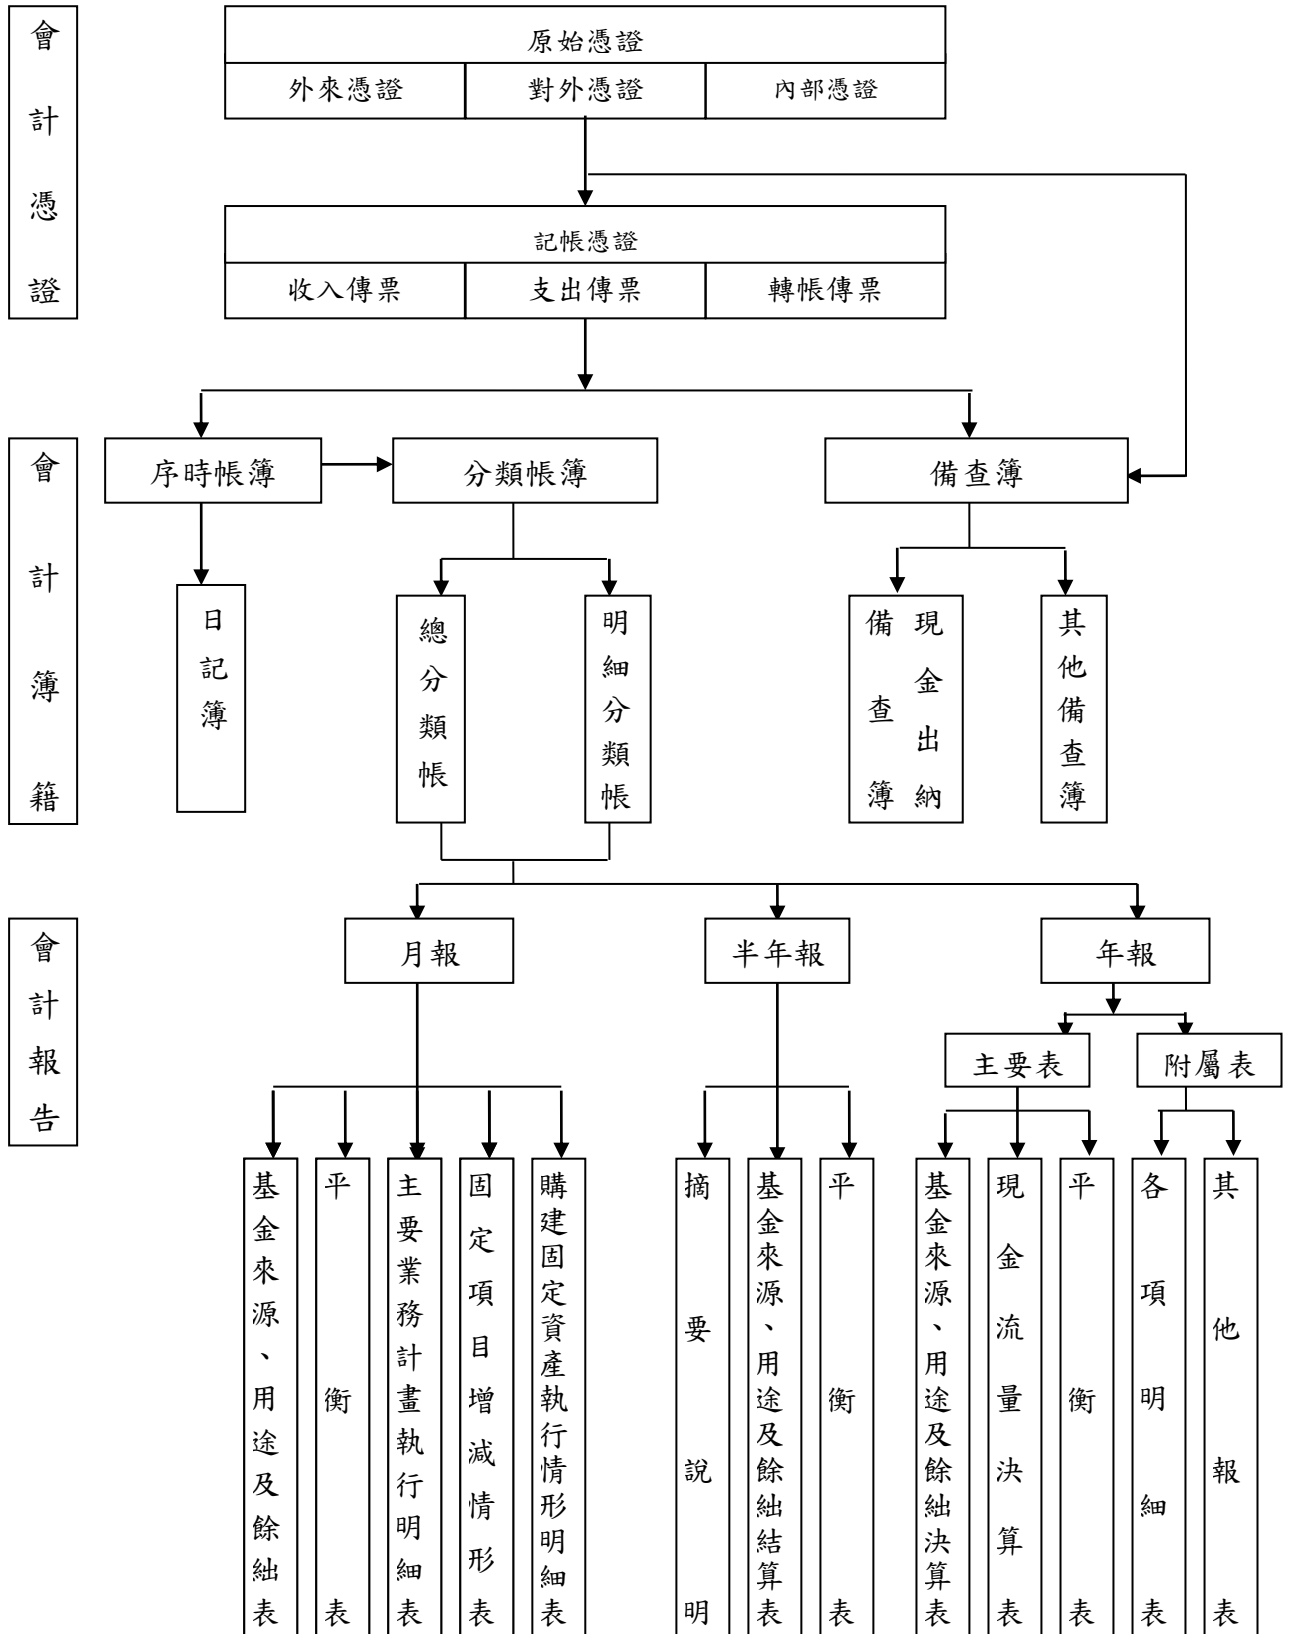 會計憑證
原始憑證
外來憑證
對外憑證
內部憑證
記帳憑證
收入傳票
支出傳票
轉帳傳票
會計簿籍
序時帳簿
分類帳簿
備查簿
日記簿
總分類帳
明細分類帳
現金出納
備查簿
其他備查簿
會計報告
月報
半年報
年報
主要表
附屬表
基金來源、用途及餘絀表
平衡表
主要業務計畫執行明細表
固定項目增減情形表
購建固定資產執行情形明細表
摘要說明
基金來源、用途及餘絀結算表
平衡表
基金來源、用途及餘絀決算表
現金流量決算表
平衡表
各項明細表
其他報表